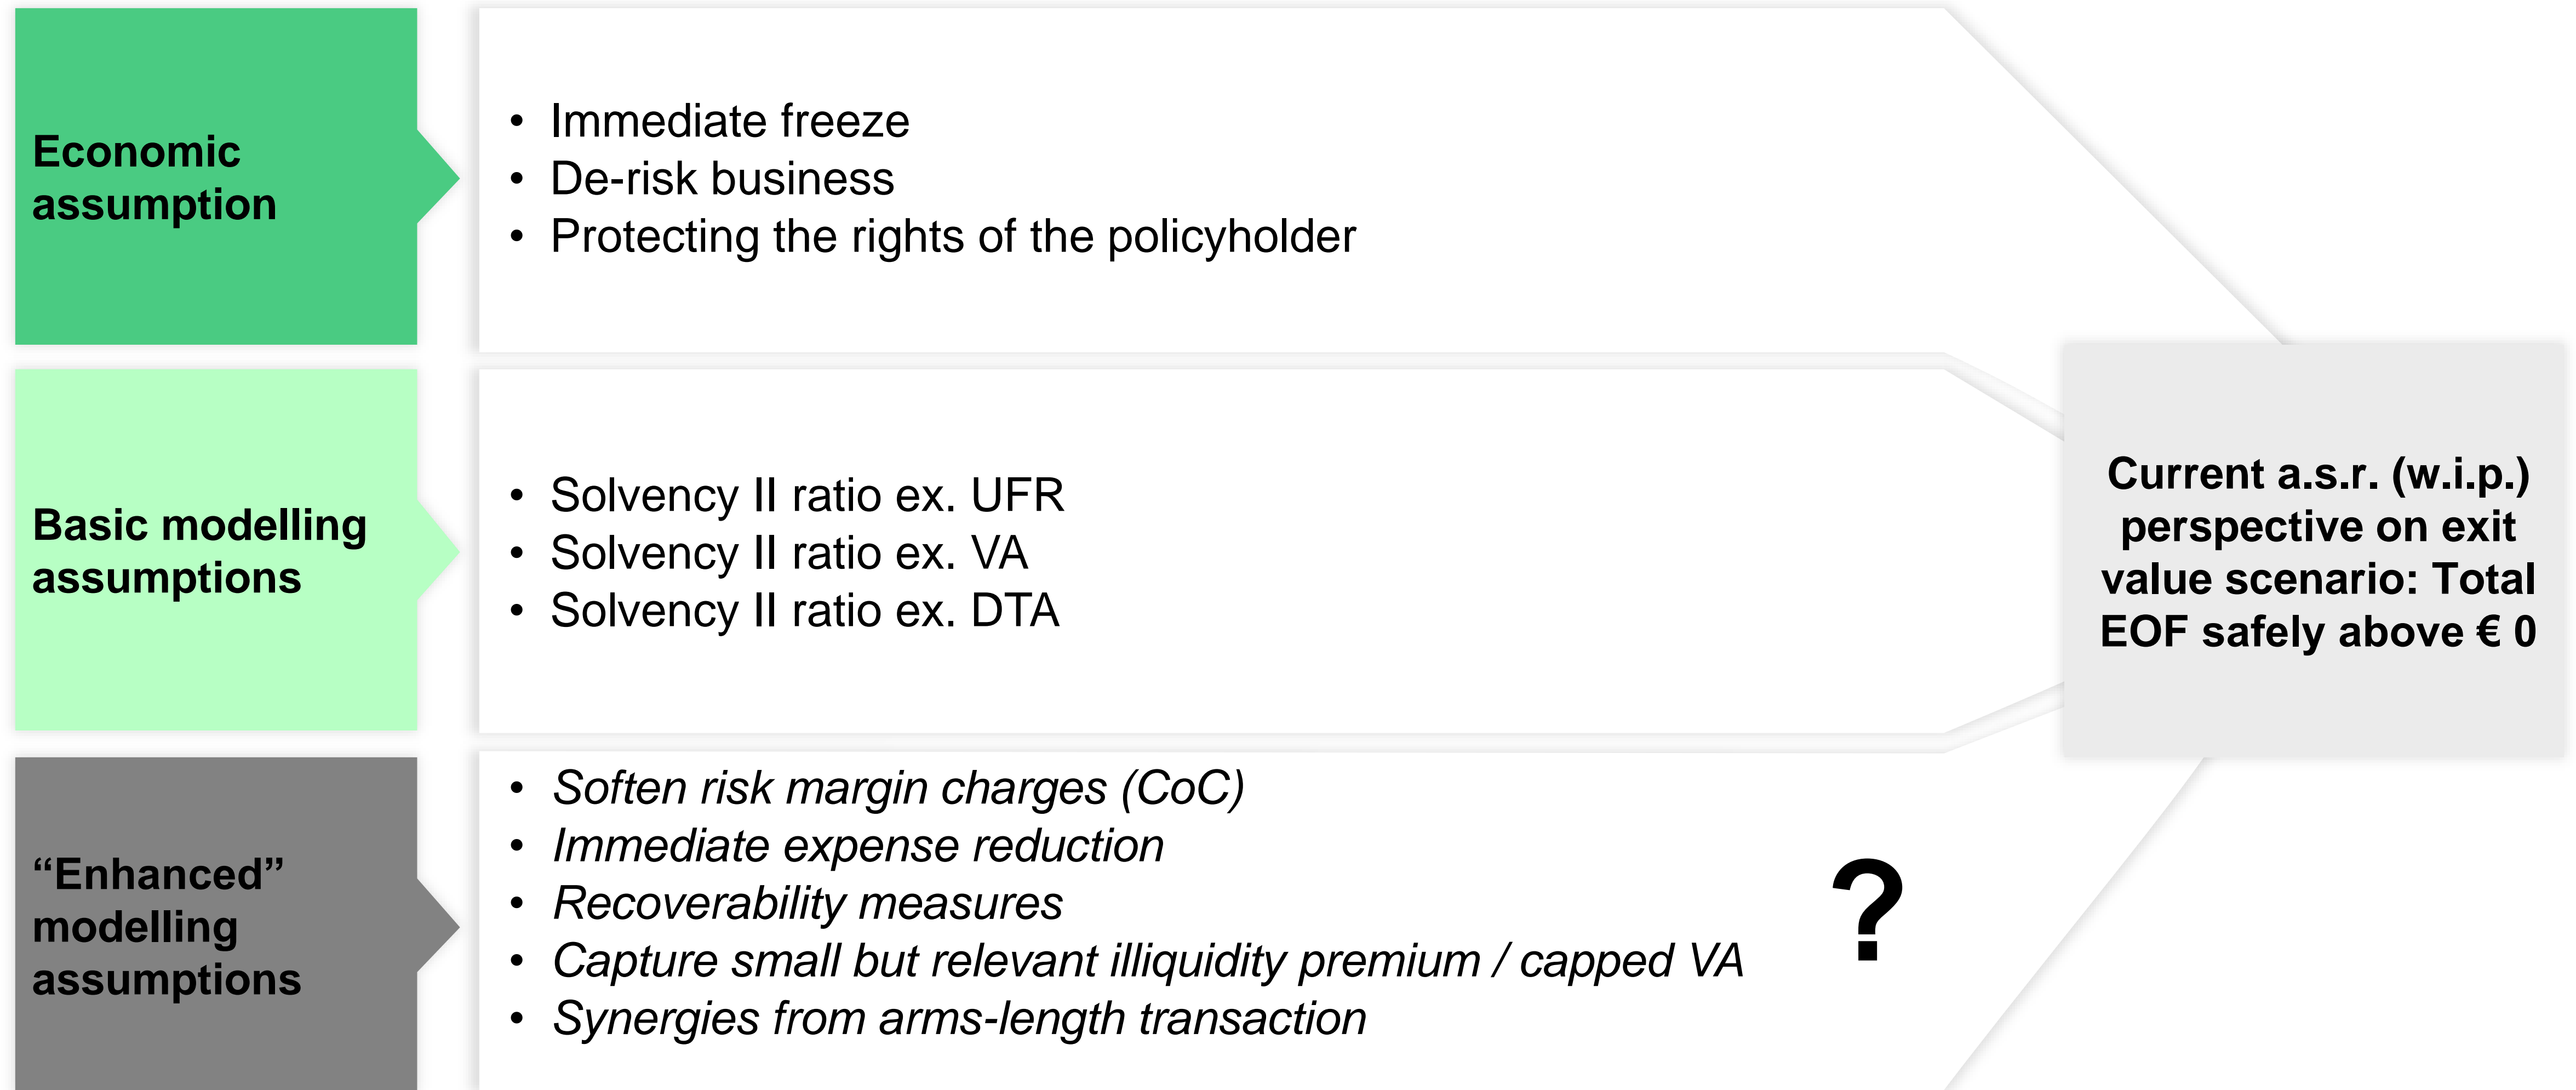 Economic
assumption
• Immediate freeze
• De-risk business
• Protecting the rights of the policyholder
Basic modelling
assumptions
• Solvency II ratio ex. UFR
• Solvency II ratio ex. VA
• Solvency II ratio ex. DTA
“Enhanced”
modelling
assumptions
• Soften risk margin charges (CoC)
• Immediate expense reduction
• Recoverability measures
• Capture small but relevant illiquidity premium / capped VA
• Synergies from arms-length transaction
?
Current a.s.r. (w.i.p.)
perspective on exit
value scenario: Total
EOF safely above € 0